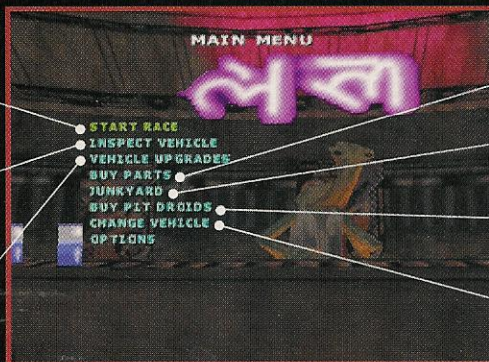 MAIN MENU
START RACE
INSPECT VEHICLE
VEHICLE UPGRADES
BUY PARTS
JUNKYARD
BUY PIT DROIDS
CHANGE VEHICLE
OPTIONS